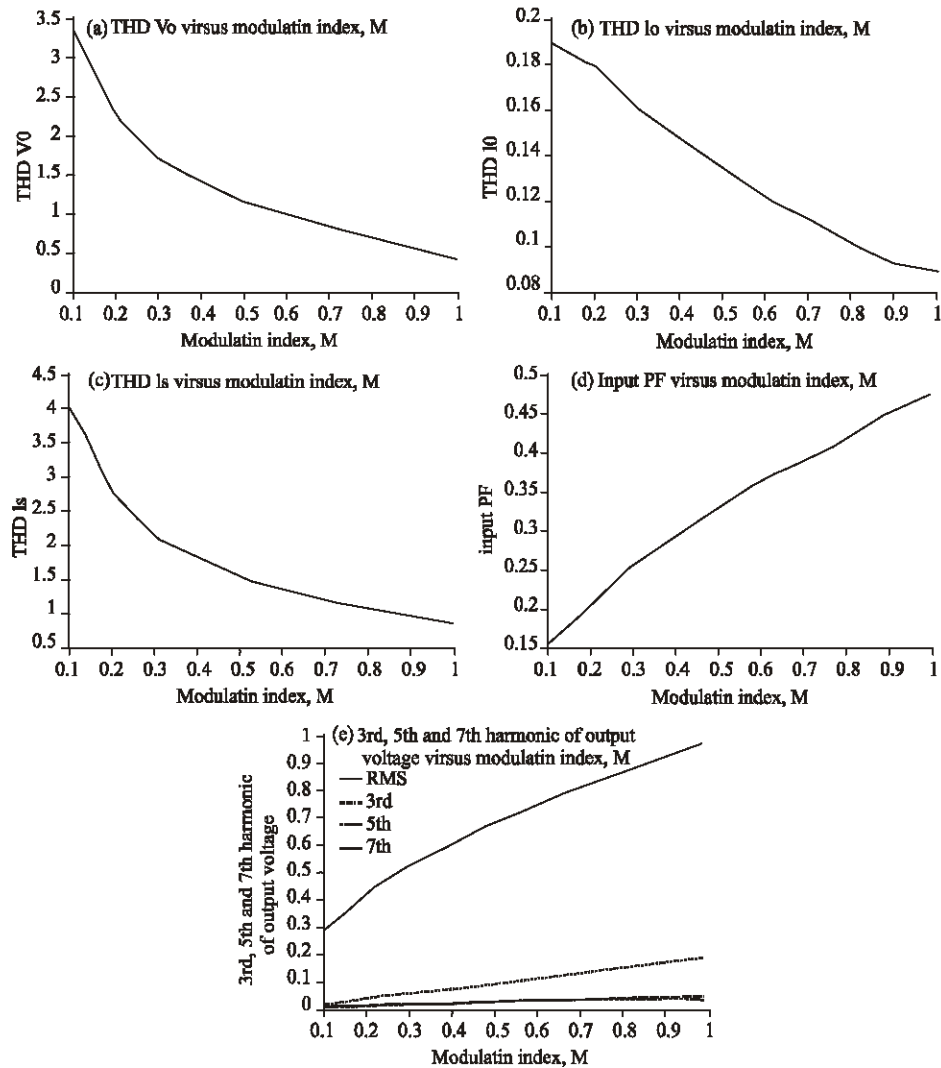 (a) THD Vo versus modulatin index, M
3.5
3
2.5
2
1.5
1
0.5
0
THD V0
0.1 0.2 0.3 0.4 0.5 0.6 0.7 0.8 0.9 1
Modulatin index, M
(b) THD Io versus modulatin index, M
0.2
0.18
0.16
0.14
0.12
0.1
0.08
THD I0
0.1 0.2 0.3 0.4 0.5 0.6 0.7 0.8 0.9 1
Modulatin index, M
(c) THD Is versus modulatin index, M
4.5
4
3.5
3
2.5
2
1.5
1
0.5
THD Is
0.1 0.2 0.3 0.4 0.5 0.6 0.7 0.8 0.9 1
Modulatin index, M
(d) Input PF versus modulatin index, M
0.5
0.45
0.4
0.35
0.3
0.25
0.2
0.15
input PF
0.1 0.2 0.3 0.4 0.5 0.6 0.7 0.8 0.9 1
Modulatin index, M
(e) 3rd, 5th and 7th harmonic of output
voltage virsus modulatin index, M
RMS
3rd
5th
7th
1
0.9
0.8
0.7
0.6
0.5
0.4
0.3
0.2
0.1
0
3rd, 5th and 7th harmonic
of output voltage
0.1 0.2 0.3 0.4 0.5 0.6 0.7 0.8 0.9 1
Modulatin index, M